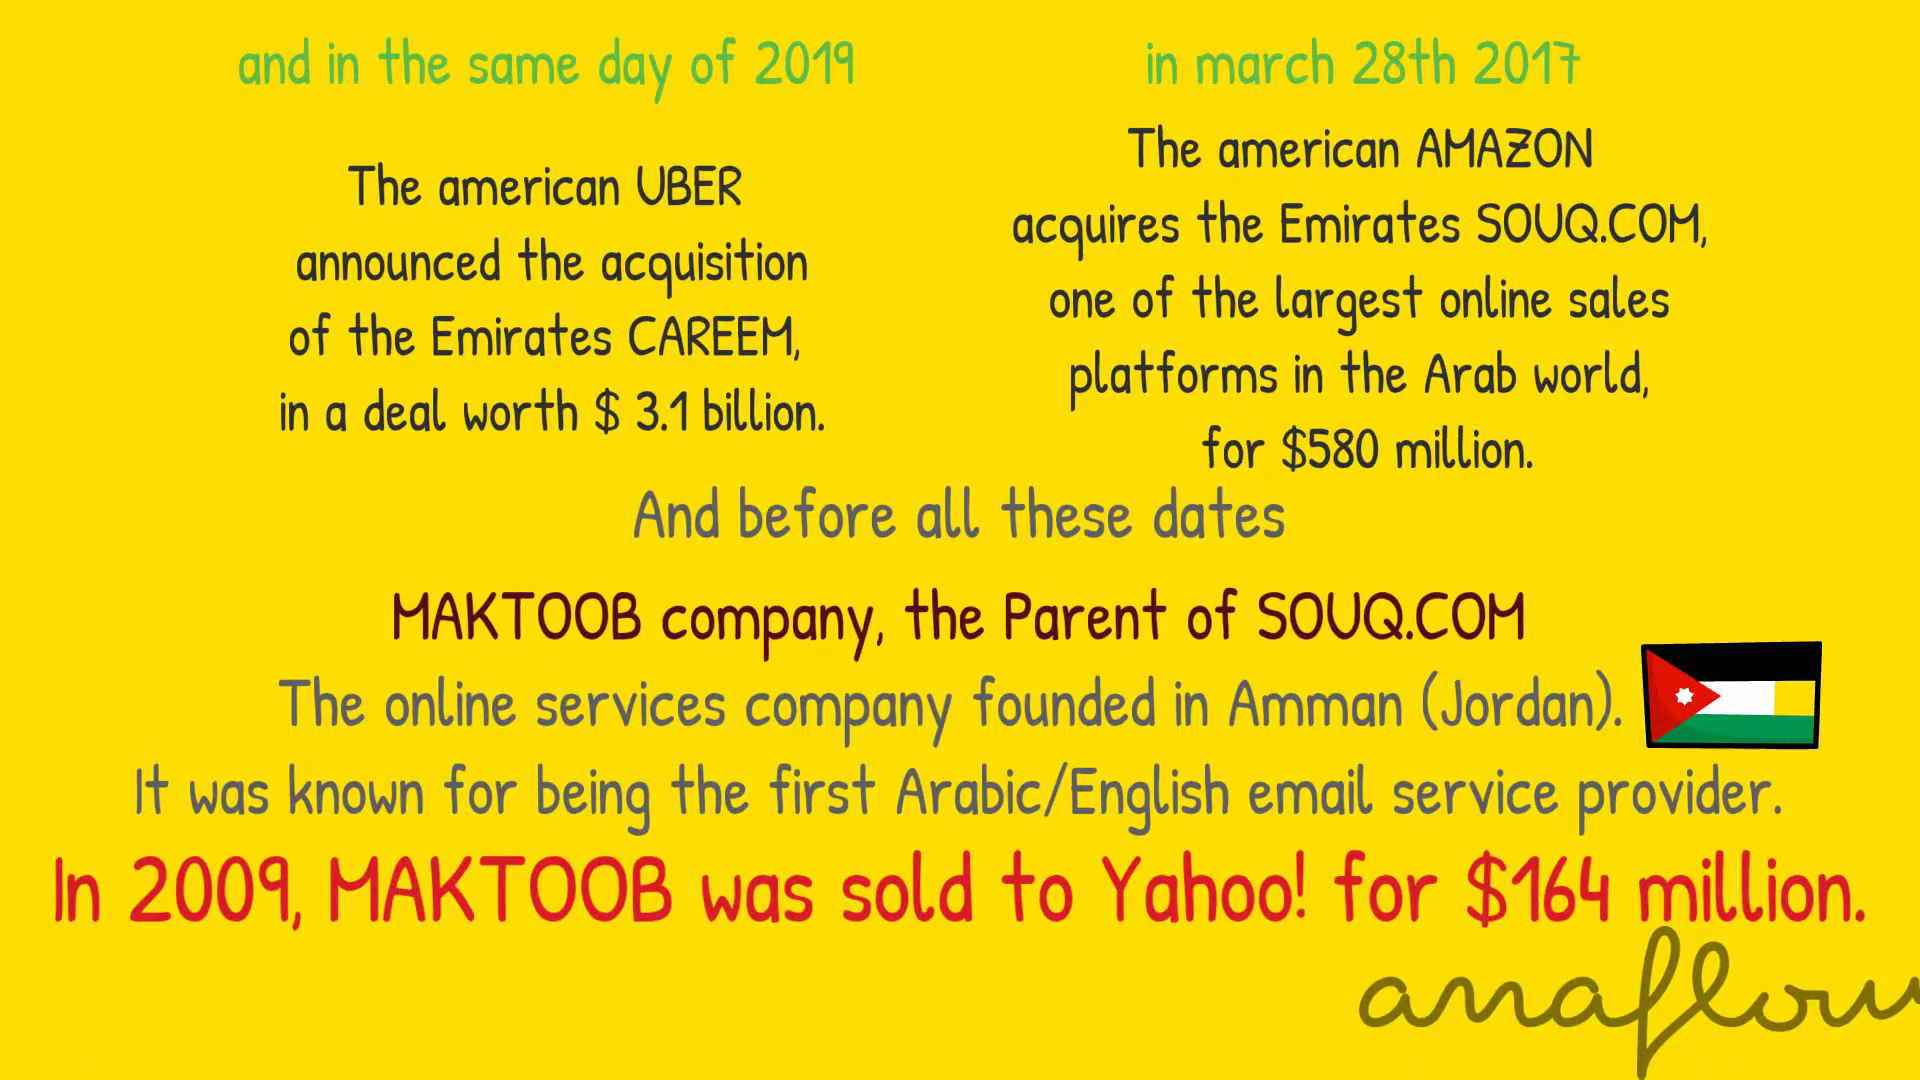 and in the same day of 2019
The american UBER
announced the acquisition
of the Emirates CAREEM,
in a deal worth $ 3.1 billion.
in march 28th 2017
The american AMAZON
acquires the Emirates SOUQ.COM,
one of the largest online sales
platforms in the Arab world,
for $580 million.
And before all these dates
MAKTOOB company, the Parent of SOUQ.COM
The online services company founded in Amman (Jordan).
It was known for being the first Arabic/English email service provider.
In 2009, MAKTOOB was sold to Yahoo! for $164 million.
anaflow